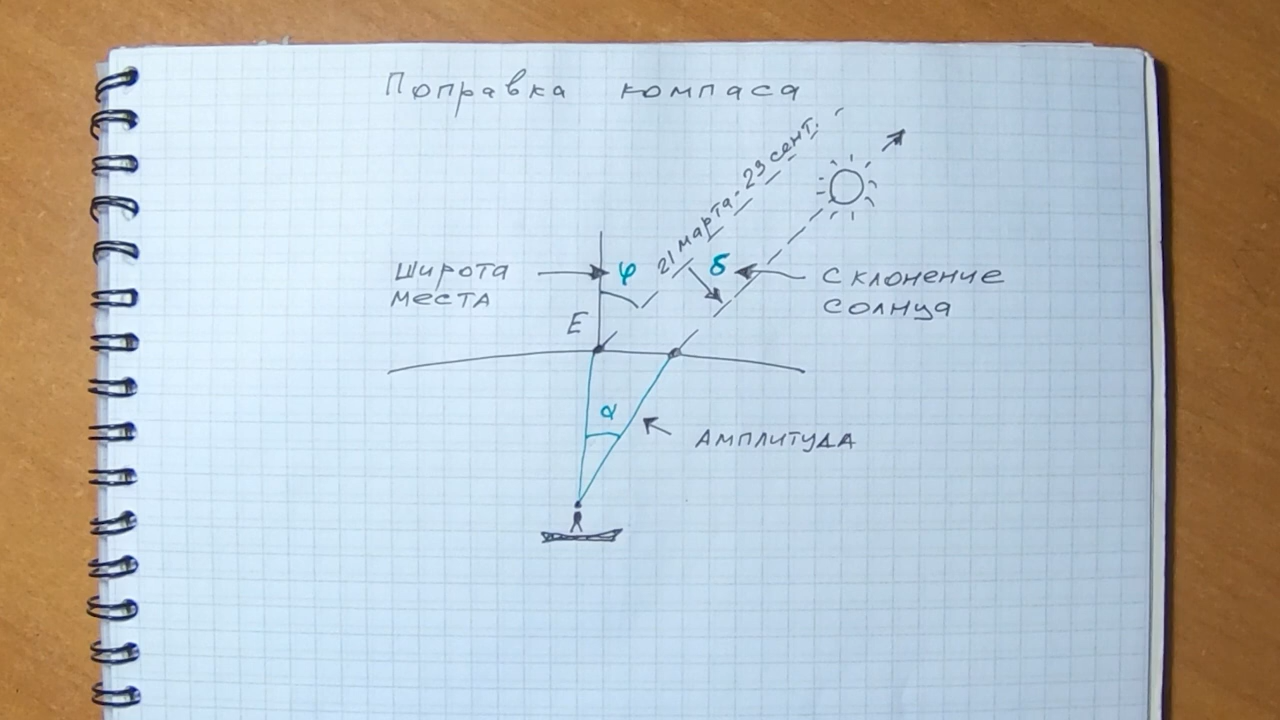 Поправка компаса
21 марта - 23 сент.
Широта
места
φ
δ
Склонение
солнца
E
α
Амплитуда